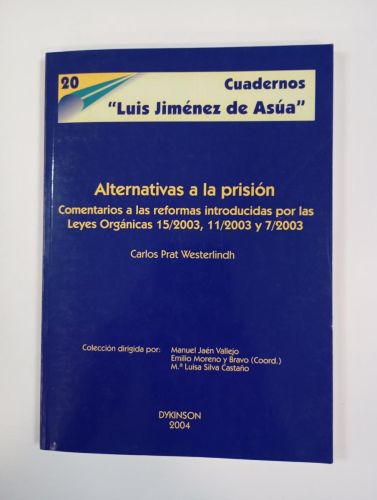 20
Cuadernos
"Luis Jiménez de Asúa"
Alternativas a la prisión
Comentarios a las reformas introducidas por las
Leyes Orgánicas 15/2003, 11/2003 y 7/2003
Carlos Prat Westerlindh
Colección dirigida por: Manuel Jaén Vallejo
Emilio Moreno y Bravo (Coord.)
M.ª Luisa Silva Castaño
DYKINSON
2004